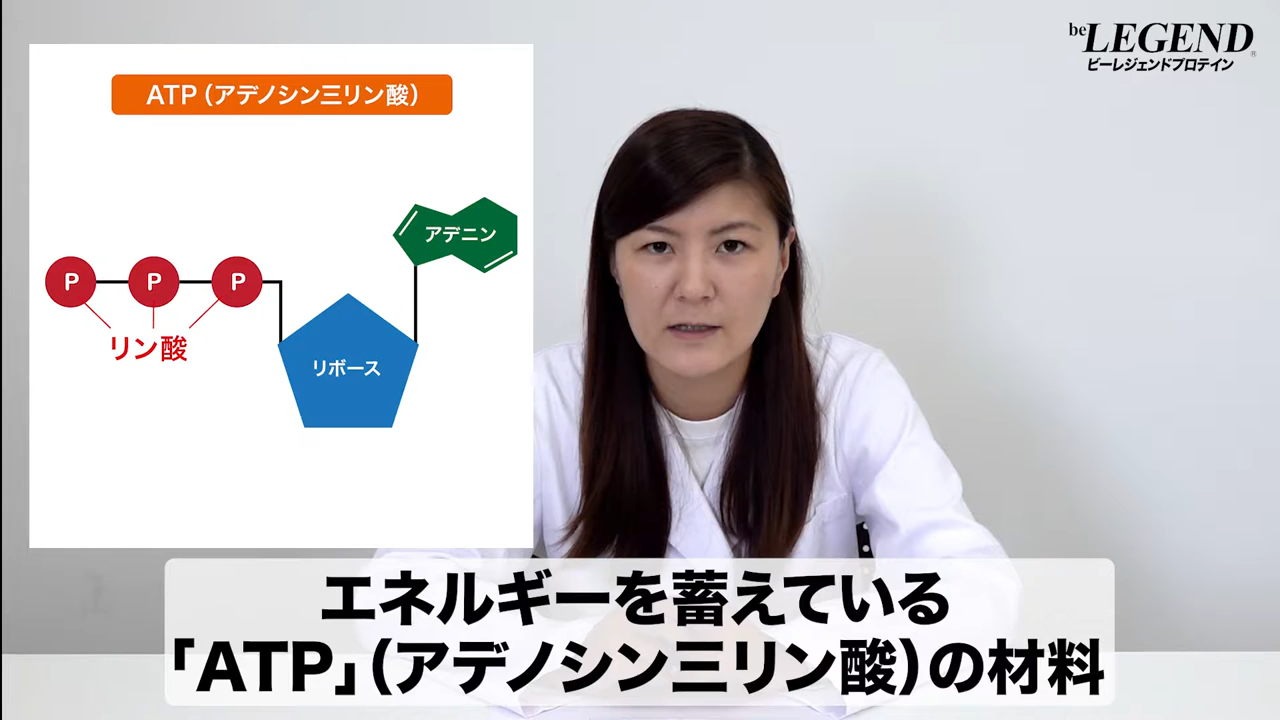 beLEGEND®
ビーレジェンドプロテイン
ATP（アデノシン三リン酸）
アデニン
P P P
リン酸
リボース
エネルギーを蓄えている
「ATP」（アデノシン三リン酸）の材料